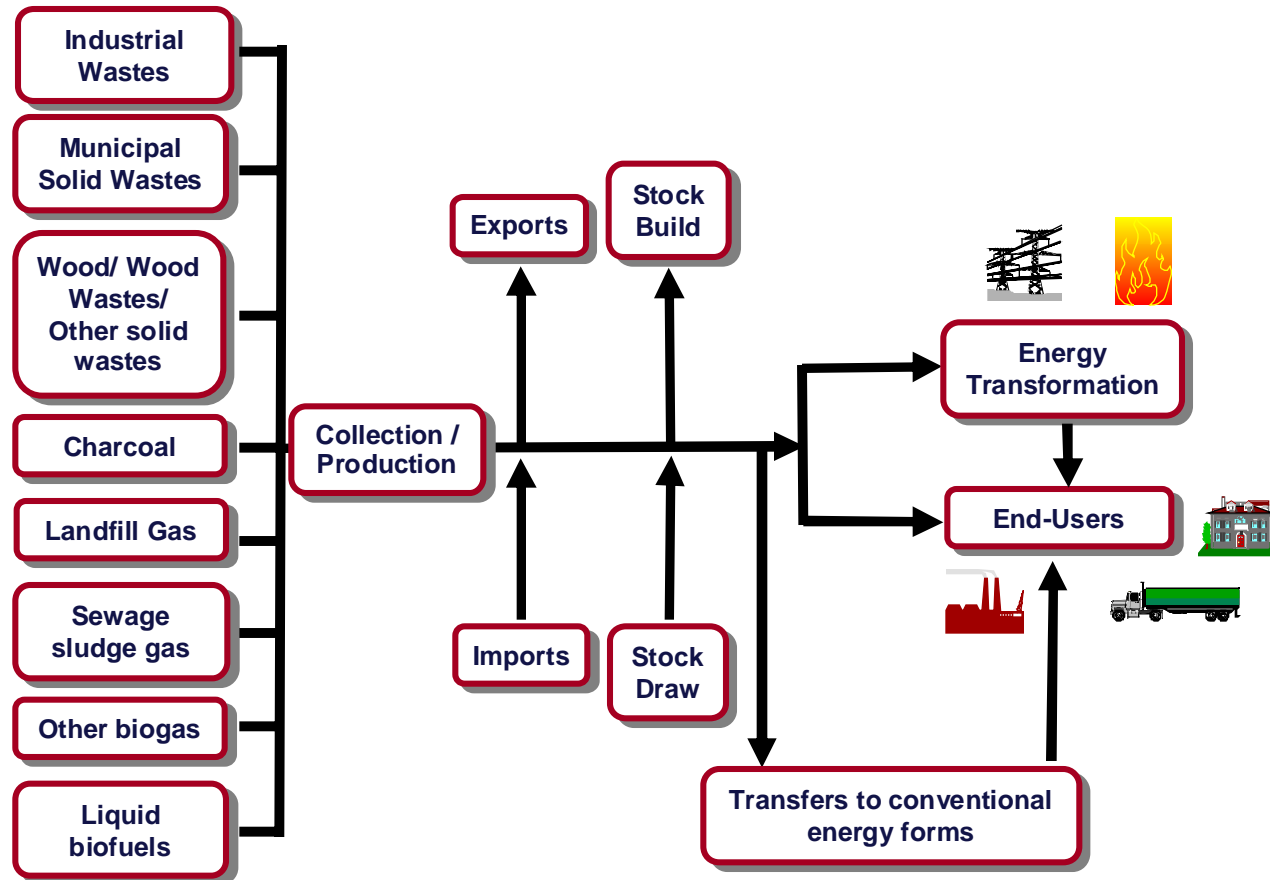 Industrial
Wastes
Municipal
Solid Wastes
Wood/ Wood
Wastes/
Other solid
wastes
Charcoal
Landfill Gas
Sewage
sludge gas
Other biogas
Liquid
biofuels
Collection /
Production
Exports
Stock
Build
Imports
Stock
Draw
Energy
Transformation
End-Users
Transfers to conventional
energy forms